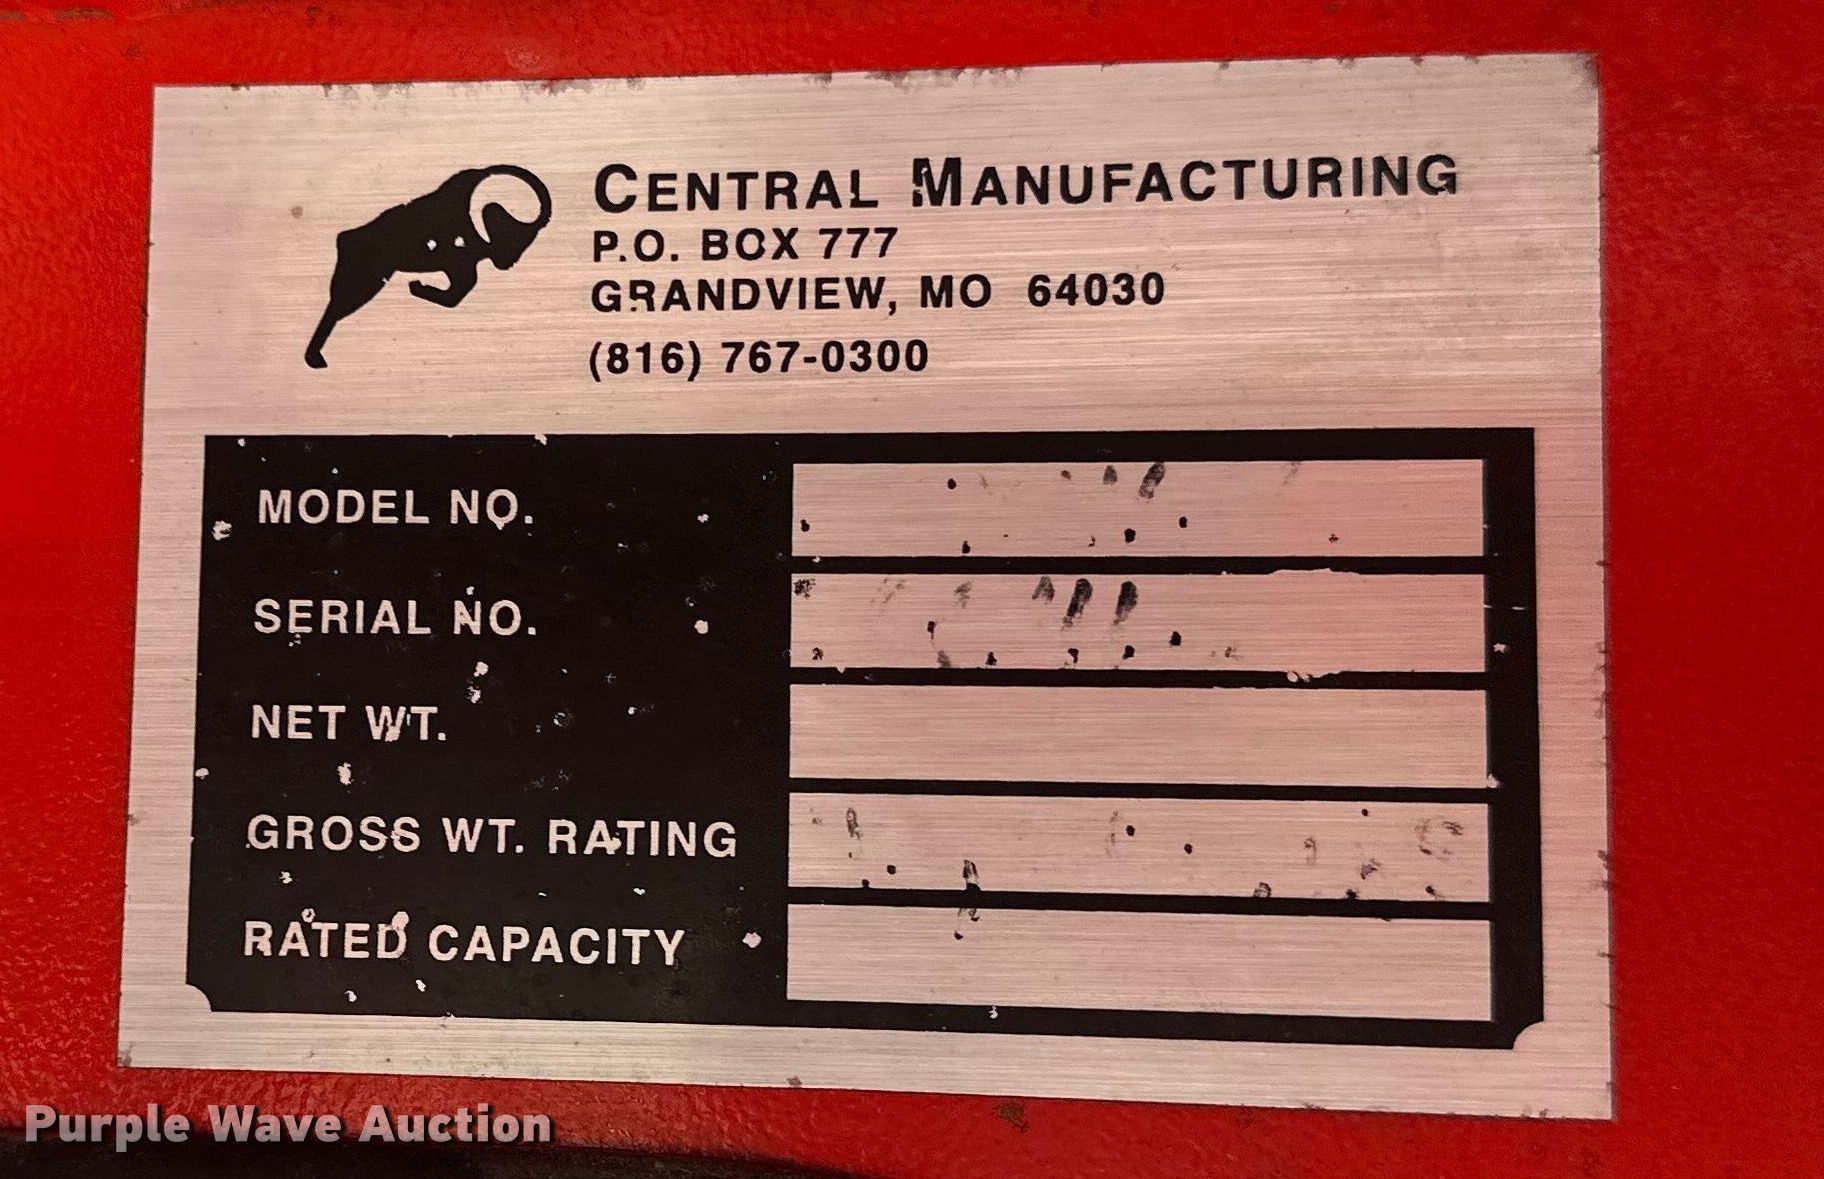 CENTRAL MANUFACTURING
P.O. BOX 777
GRANDVIEW, MO 64030
(816) 767-0300
MODEL NO.
SERIAL NO.
NET WT.
GROSS WT. RATING
RATED CAPACITY
Purple Wave Auction